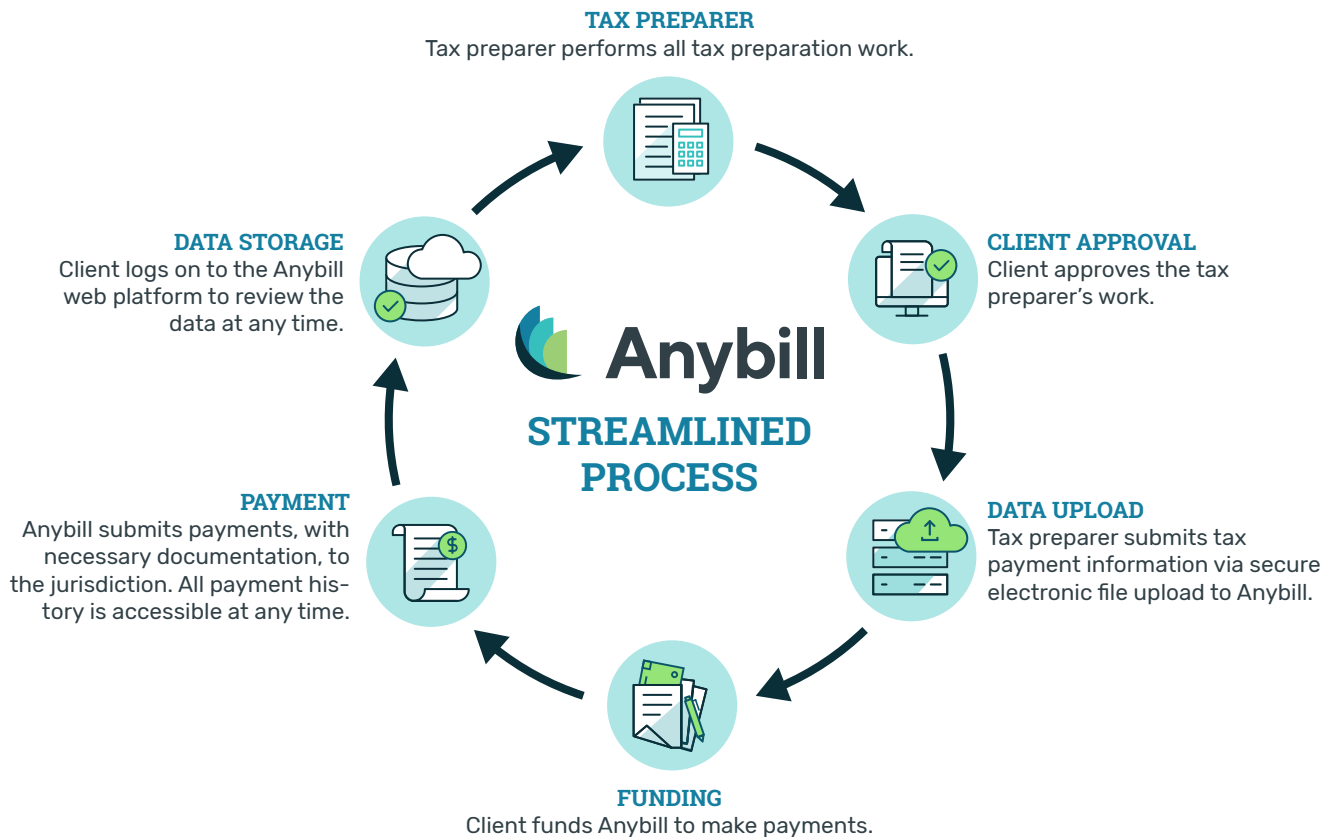 TAX PREPARER
Tax preparer performs all tax preparation work.
CLIENT APPROVAL
Client approves the tax
preparer’s work.
DATA UPLOAD
Tax preparer submits tax
payment information via secure
electronic file upload to Anybill.
FUNDING
Client funds Anybill to make payments.
PAYMENT
Anybill submits payments, with
necessary documentation, to
the jurisdiction. All payment his-
tory is accessible at any time.
$
DATA STORAGE
Client logs on to the Anybill
web platform to review the
data at any time.
Anybill
STREAMLINED
PROCESS